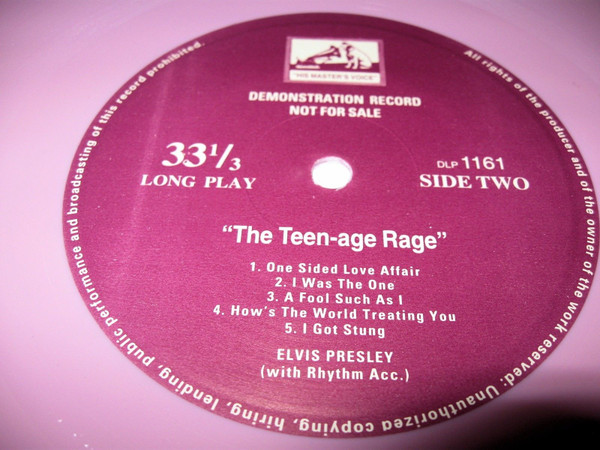 "HIS MASTER'S VOICE"
DEMONSTRATION RECORD
NOT FOR SALE
33 1/3
LONG PLAY
DLP 1161
SIDE TWO
"The Teen-age Rage"
1. One Sided Love Affair
2. I Was The One
3. A Fool Such As I
4. How's The World Treating You
5. I Got Stung
ELVIS PRESLEY
(with Rhythm Acc.)
All rights of the producer and of the owner of the work reserved: Unauthorized copying, hiring, lending, public performance and broadcasting of this record prohibited.